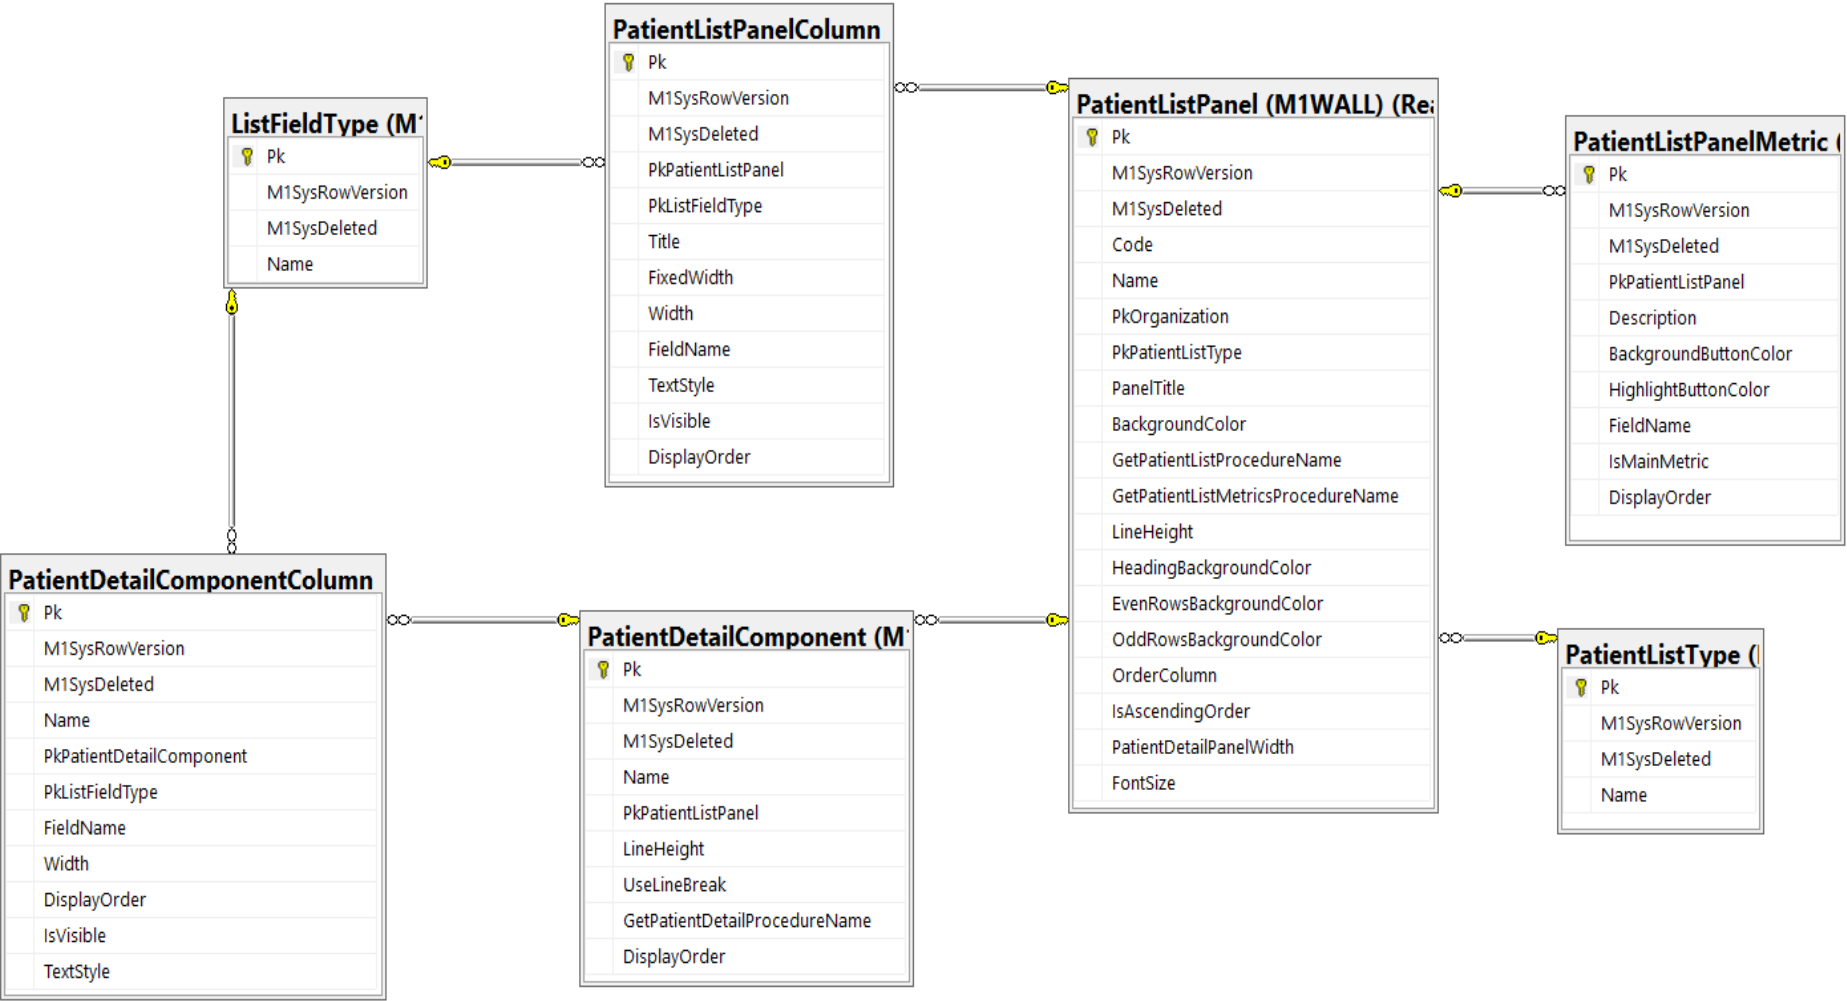 PatientListPanelColumn
Pk
M1SysRowVersion
M1SysDeleted
PkPatientListPanel
PkListFieldType
Title
FixedWidth
Width
FieldName
TextStyle
IsVisible
DisplayOrder
ListFieldType (M1
Pk
M1SysRowVersion
M1SysDeleted
Name
PatientListPanel (M1WALL) (Rea
Pk
M1SysRowVersion
M1SysDeleted
Code
Name
PkOrganization
PkPatientListType
PanelTitle
BackgroundColor
GetPatientListProcedureName
GetPatientListMetricsProcedureName
LineHeight
HeadingBackgroundColor
EvenRowsBackgroundColor
OddRowsBackgroundColor
OrderColumn
IsAscendingOrder
PatientDetailPanelWidth
FontSize
PatientListPanelMetric (
Pk
M1SysRowVersion
M1SysDeleted
PkPatientListPanel
Description
BackgroundButtonColor
HighlightButtonColor
FieldName
IsMainMetric
DisplayOrder
PatientDetailComponentColumn
Pk
M1SysRowVersion
M1SysDeleted
Name
PkPatientDetailComponent
PkListFieldType
FieldName
Width
DisplayOrder
IsVisible
TextStyle
PatientDetailComponent (M1
Pk
M1SysRowVersion
M1SysDeleted
Name
PkPatientListPanel
LineHeight
UseLineBreak
GetPatientDetailProcedureName
DisplayOrder
PatientListType (
Pk
M1SysRowVersion
M1SysDeleted
Name